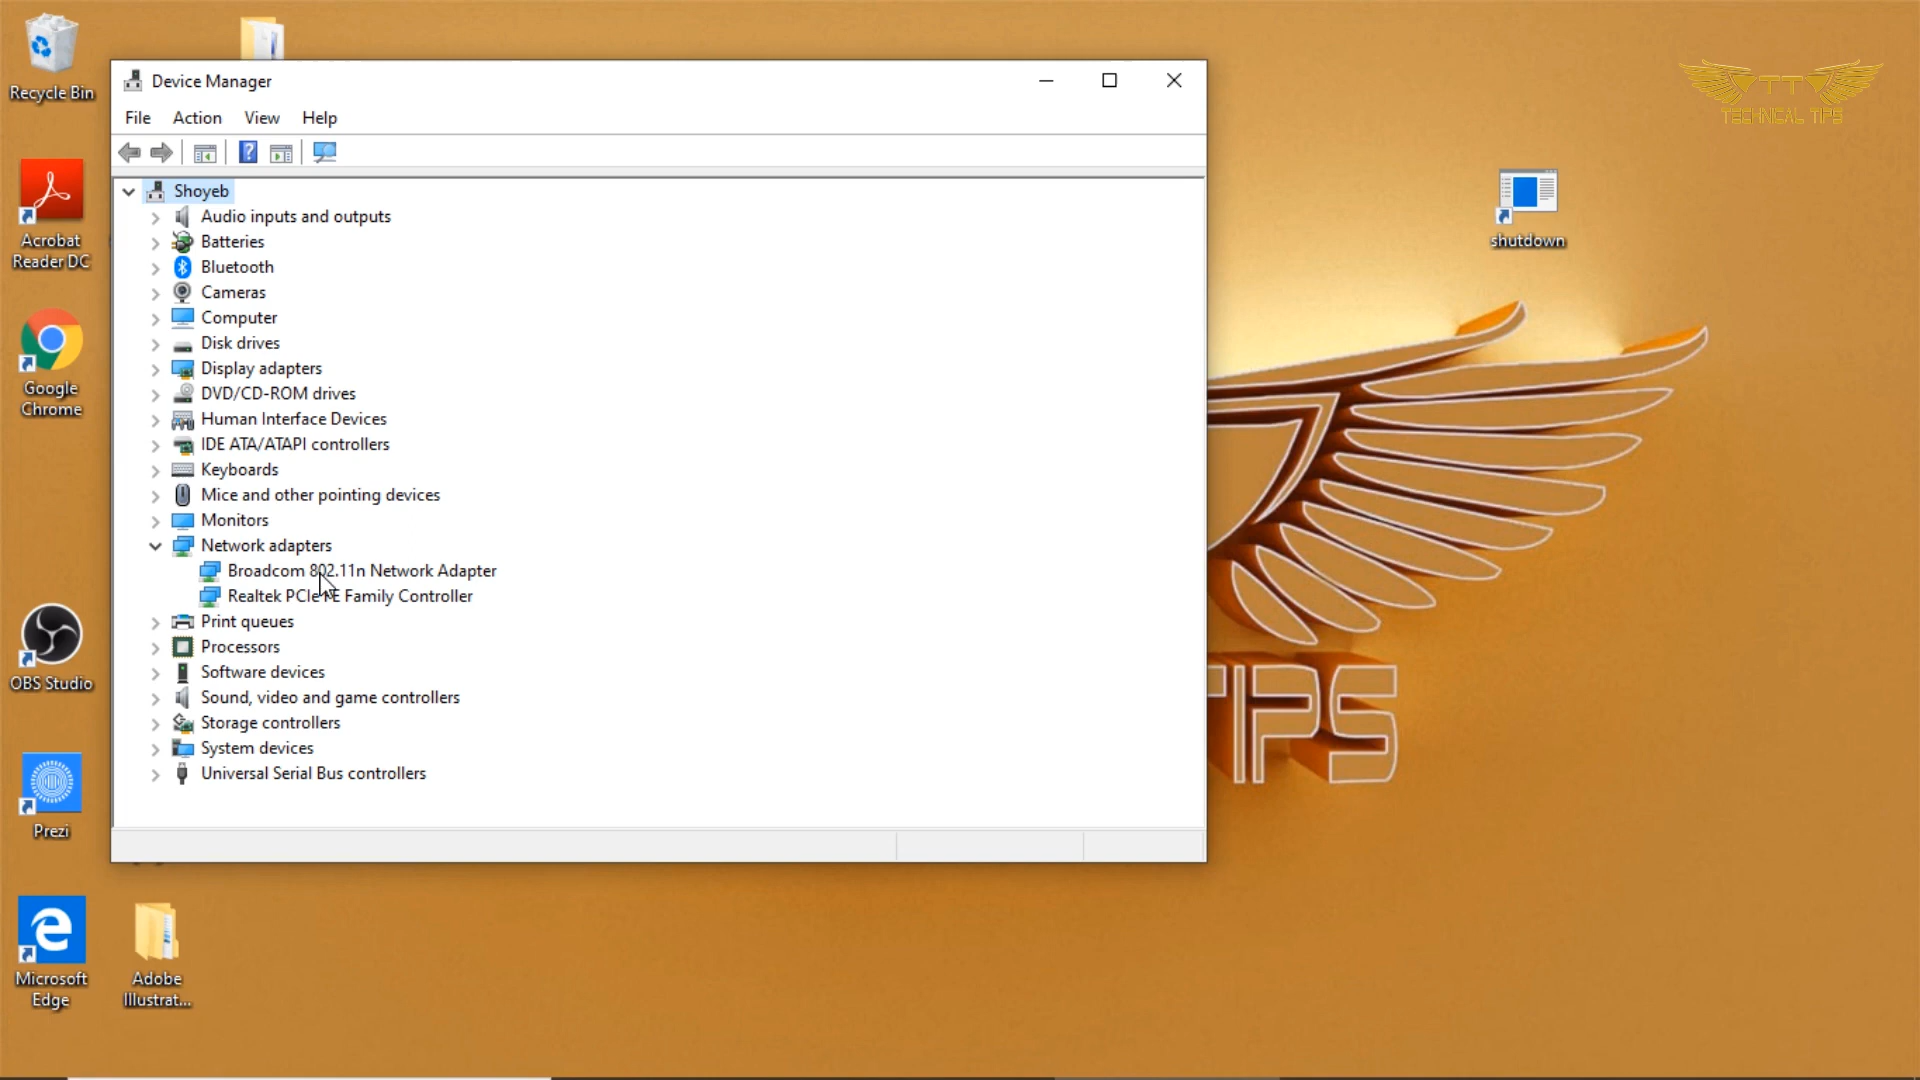 Recycle Bin
Acrobat
Reader DC
Google
Chrome
OBS Studio
Prezi
Microsoft
Edge
Adobe
Illustrat...
Device Manager
File Action View Help
Shoyeb
Audio inputs and outputs
Batteries
Bluetooth
Cameras
Computer
Disk drives
Display adapters
DVD/CD-ROM drives
Human Interface Devices
IDE ATA/ATAPI controllers
Keyboards
Mice and other pointing devices
Monitors
Network adapters
Broadcom 802.11n Network Adapter
Realtek PCIe FE Family Controller
Print queues
Processors
Software devices
Sound, video and game controllers
Storage controllers
System devices
Universal Serial Bus controllers
shutdown
TT
TECHNICAL TIPS
TIPS